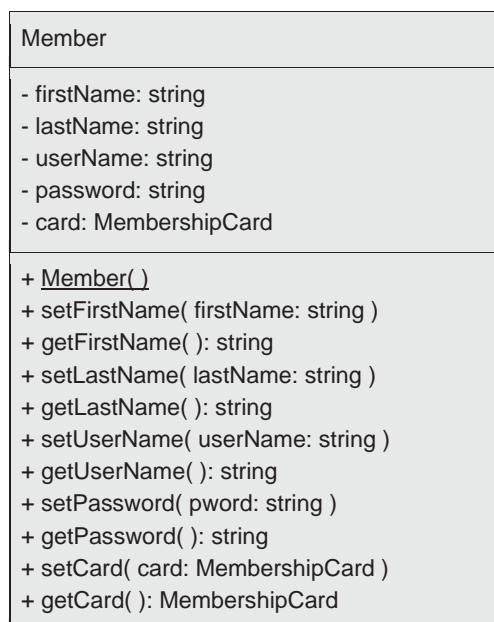 Member
- firstName: string
- lastName: string
- userName: string
- password: string
- card: MembershipCard
+ Member( )
+ setFirstName( firstName: string )
+ getFirstName( ): string
+ setLastName( lastName: string )
+ getLastName( ): string
+ setUserName( userName: string )
+ getUserName( ): string
+ setPassword( pword: string )
+ getPassword( ): string
+ setCard( card: MembershipCard )
+ getCard( ): MembershipCard